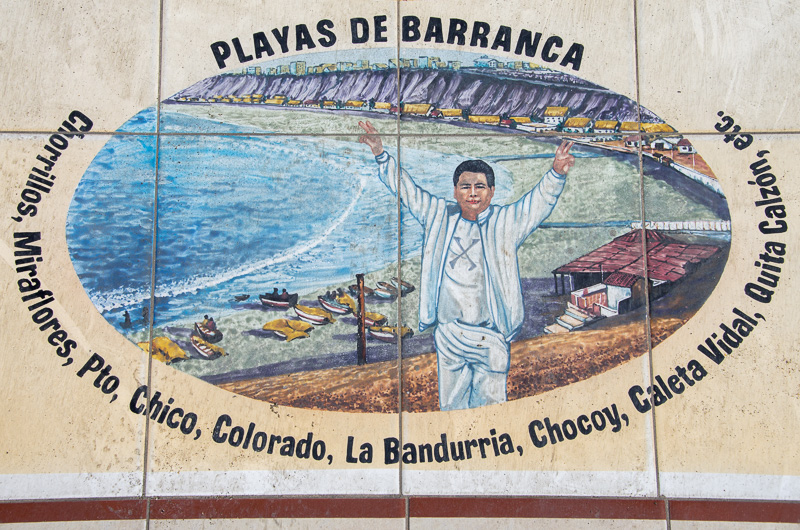 PLAYAS DE BARRANCA
Chorrillos, Miraflores, Pto, Chico, Colorado, La Bandurria, Chocoy, Caleta Vidal, Quita Calzón, etc.